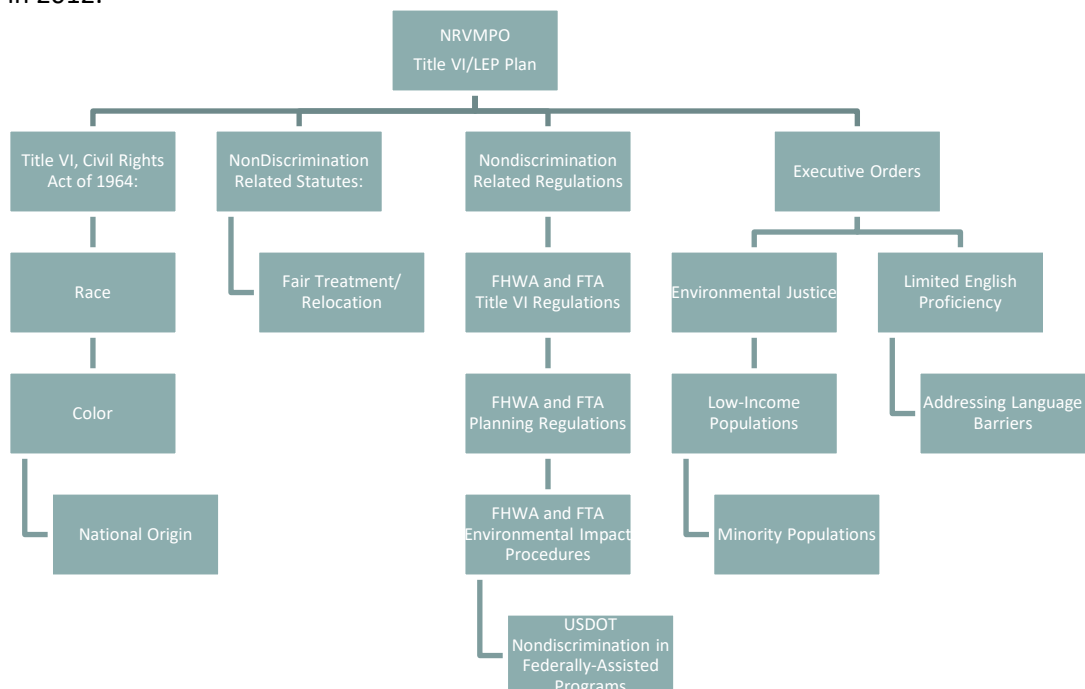 in 2012.
NRVMPO
Title VI/LEP Plan
Title VI, Civil Rights
Act of 1964:
NonDiscrimination
Related Statutes:
Nondiscrimination
Related Regulations
Executive Orders
Race
Fair Treatment/
Relocation
FHWA and FTA
Title VI Regulations
Environmental Justice
Limited English
Proficiency
Color
FHWA and FTA
Planning Regulations
Low-Income
Populations
Addressing Language
Barriers
National Origin
FHWA and FTA
Environmental Impact
Procedures
Minority Populations
USDOT
Nondiscrimination in
Federally-Assisted
Programs